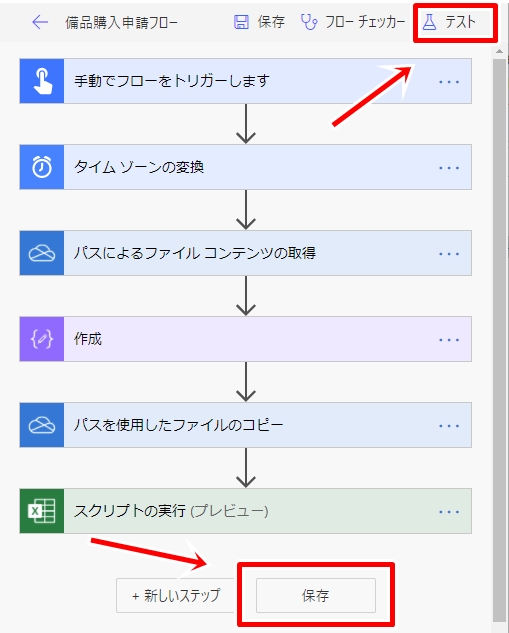 備品購入申請フロー 保存 フロー チェッカー テスト
手動でフローをトリガーします
タイム ゾーンの変換
パスによるファイル コンテンツの取得
作成
パスを使用したファイルのコピー
スクリプトの実行 (プレビュー)
+ 新しいステップ 保存